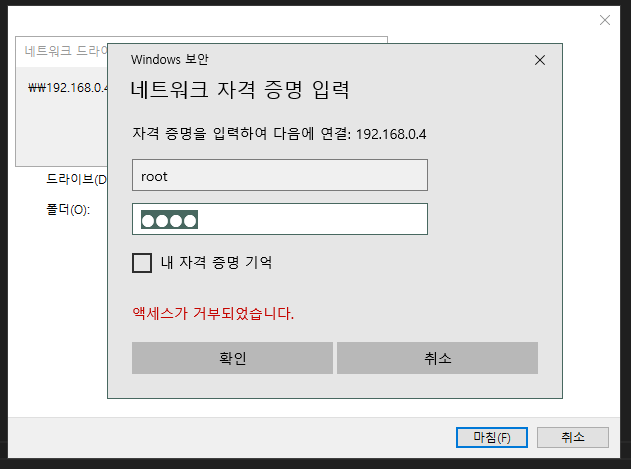 네트워크 드라이
₩₩192.168.0.4
드라이브(D
폴더(O):
Windows 보안
네트워크 자격 증명 입력
자격 증명을 입력하여 다음에 연결: 192.168.0.4
root
●●●●
내 자격 증명 기억
액세스가 거부되었습니다.
확인
취소
마침(F)
취소